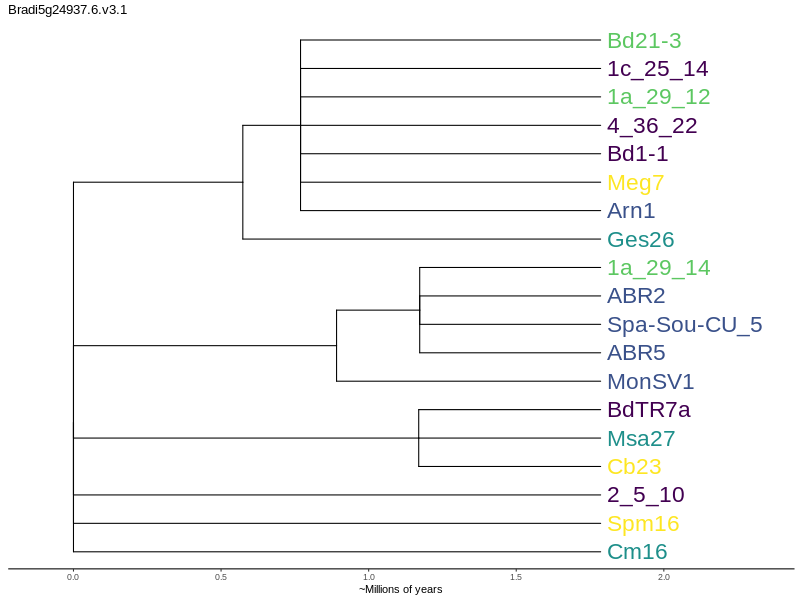 Bradi5g24937.6.v3.1
Bd21-3
1c_25_14
1a_29_12
4_36_22
Bd1-1
Meg7
Arn1
Ges26
1a_29_14
ABR2
Spa-Sou-CU_5
ABR5
MonSV1
BdTR7a
Msa27
Cb23
2_5_10
Spm16
Cm16
0.0 0.5 1.0 1.5 2.0
~Millions of years